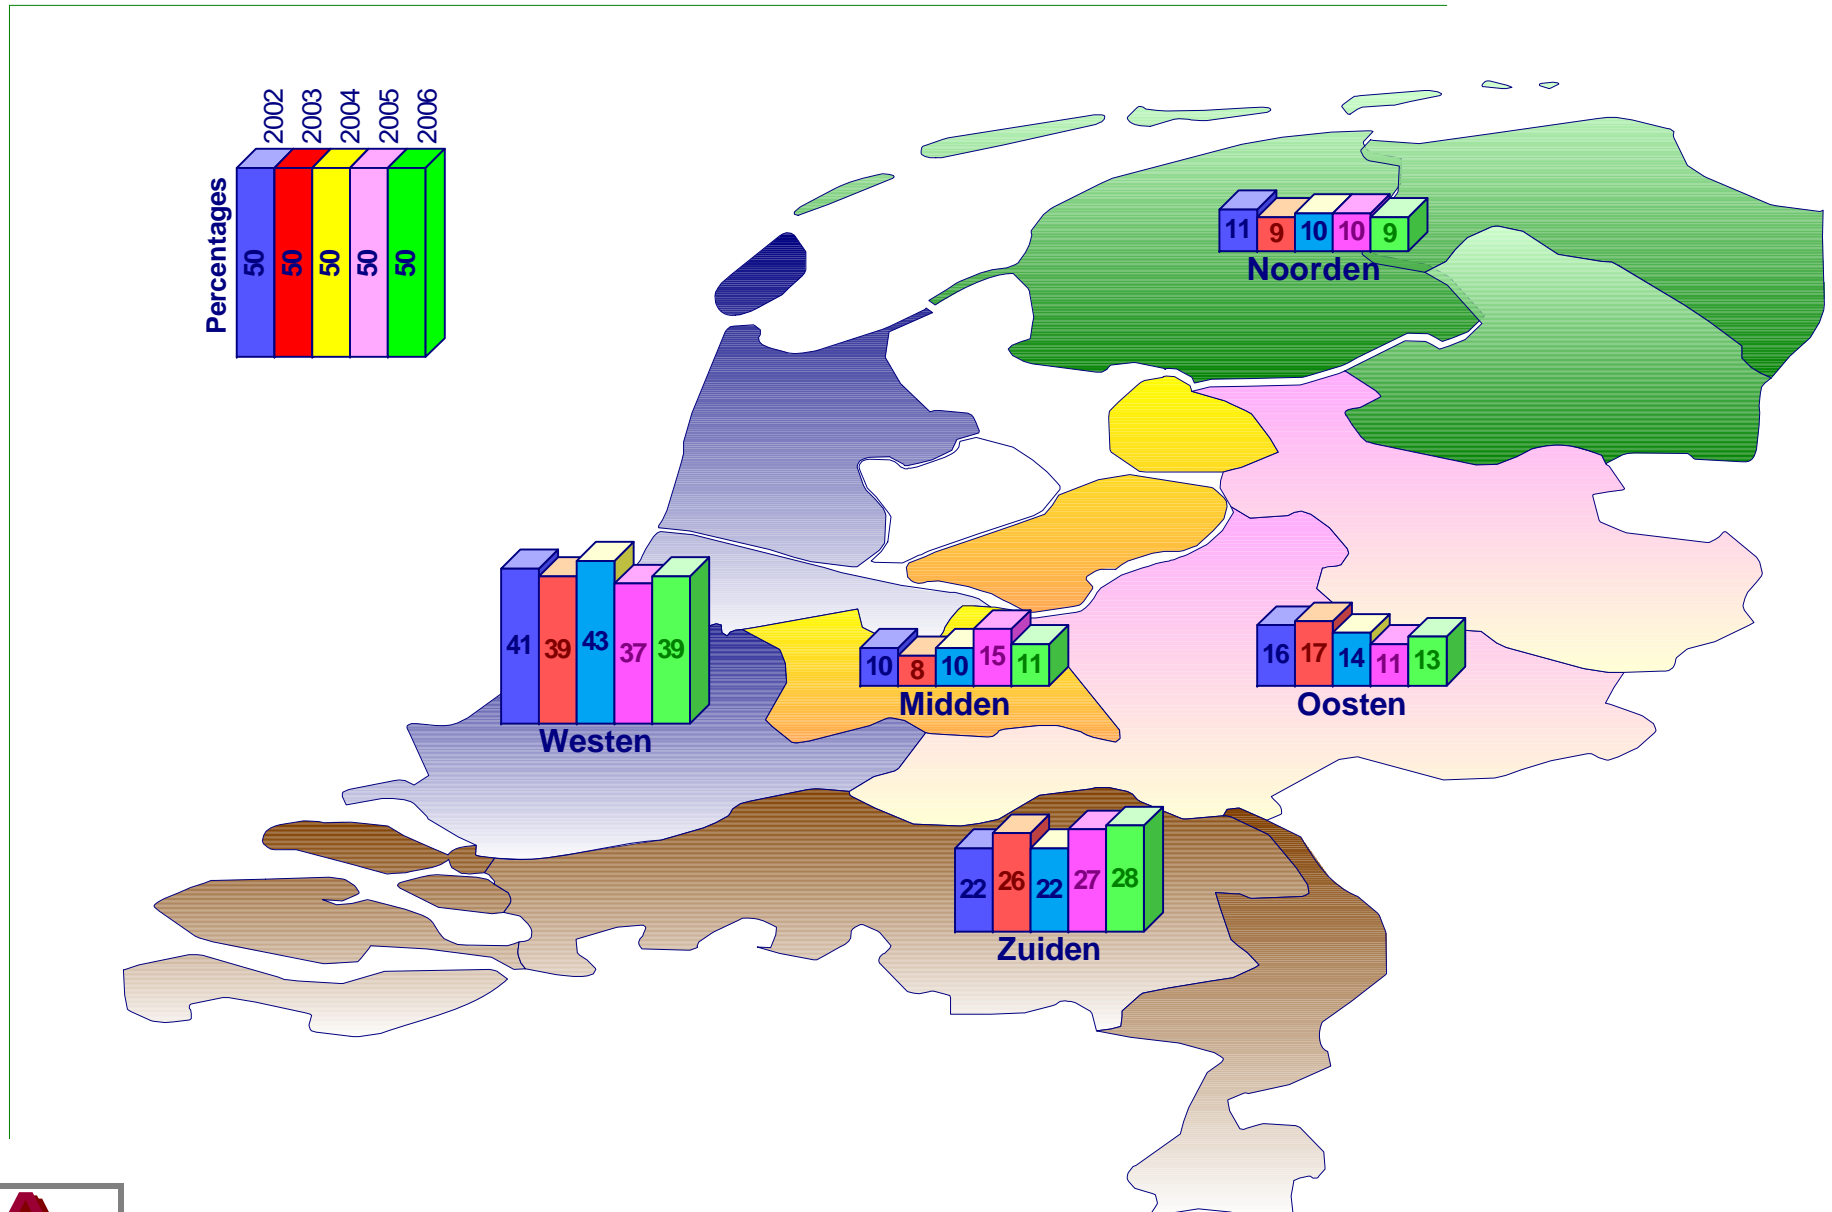 2002
2003
2004
2005
2006
Percentages
50 50 50 50 50
11 9 10 10 9
Noorden
41 39 43 37 39
Westen
10 8 10 15 11
Midden
16 17 14 11 13
Oosten
22 26 22 27 28
Zuiden